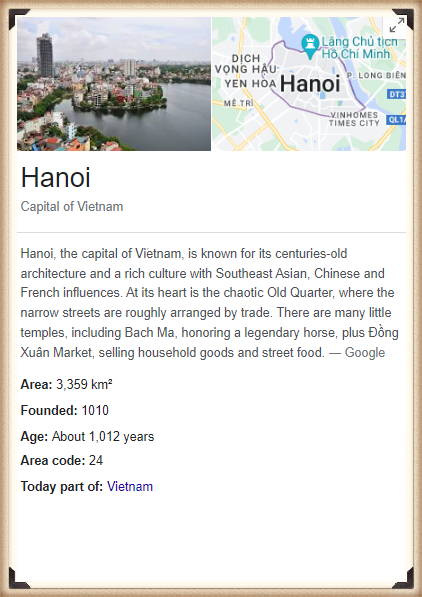 DỊCH
VỌNG HẬU
YEN HOA
MỄ TRÌ
Lăng Chủ tịch
Hồ Chí Minh
Hanoi
P. LONG BIÊN
DT3
VINHOMES
TIMES CITY
QL1A
Hanoi
Capital of Vietnam
Hanoi, the capital of Vietnam, is known for its centuries-old
architecture and a rich culture with Southeast Asian, Chinese and
French influences. At its heart is the chaotic Old Quarter, where the
narrow streets are roughly arranged by trade. There are many little
temples, including Bach Ma, honoring a legendary horse, plus Đồng
Xuân Market, selling household goods and street food. — Google
Area: 3,359 km²
Founded: 1010
Age: About 1,012 years
Area code: 24
Today part of: Vietnam